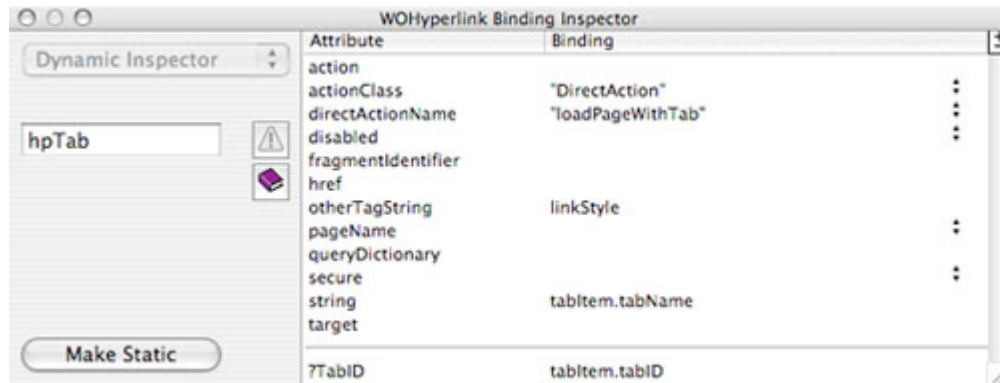 WOHyperlink Binding Inspector
Dynamic Inspector
hpTab
Make Static
Attribute Binding
action
actionClass "DirectAction"
directActionName "loadPageWithTab"
disabled
fragmentIdentifier
href
otherTagString linkStyle
pageName
queryDictionary
secure
string tabItem.tabName
target
?TabID tabItem.tabID